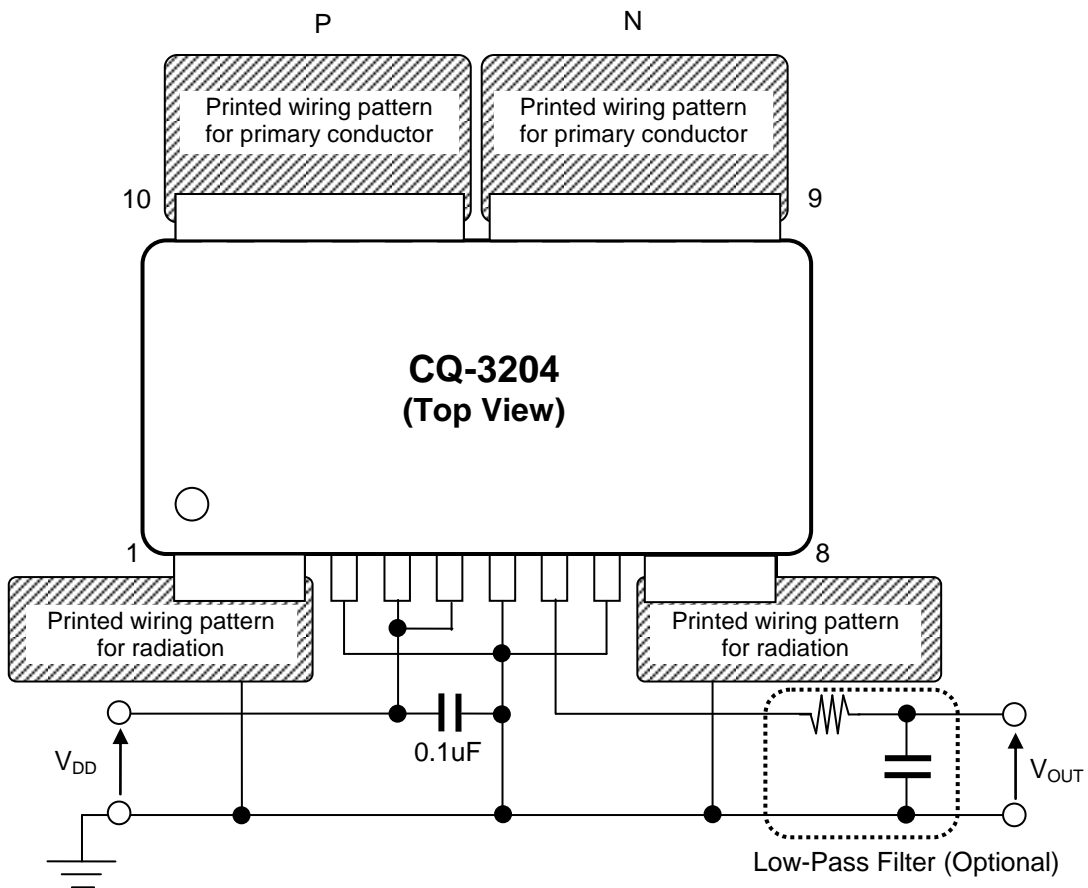 P
N
Printed wiring pattern
for primary conductor
Printed wiring pattern
for primary conductor
10
9
CQ-3204
(Top View)
1
8
Printed wiring pattern
for radiation
Printed wiring pattern
for radiation
0.1uF
VDD
VOUT
Low-Pass Filter (Optional)